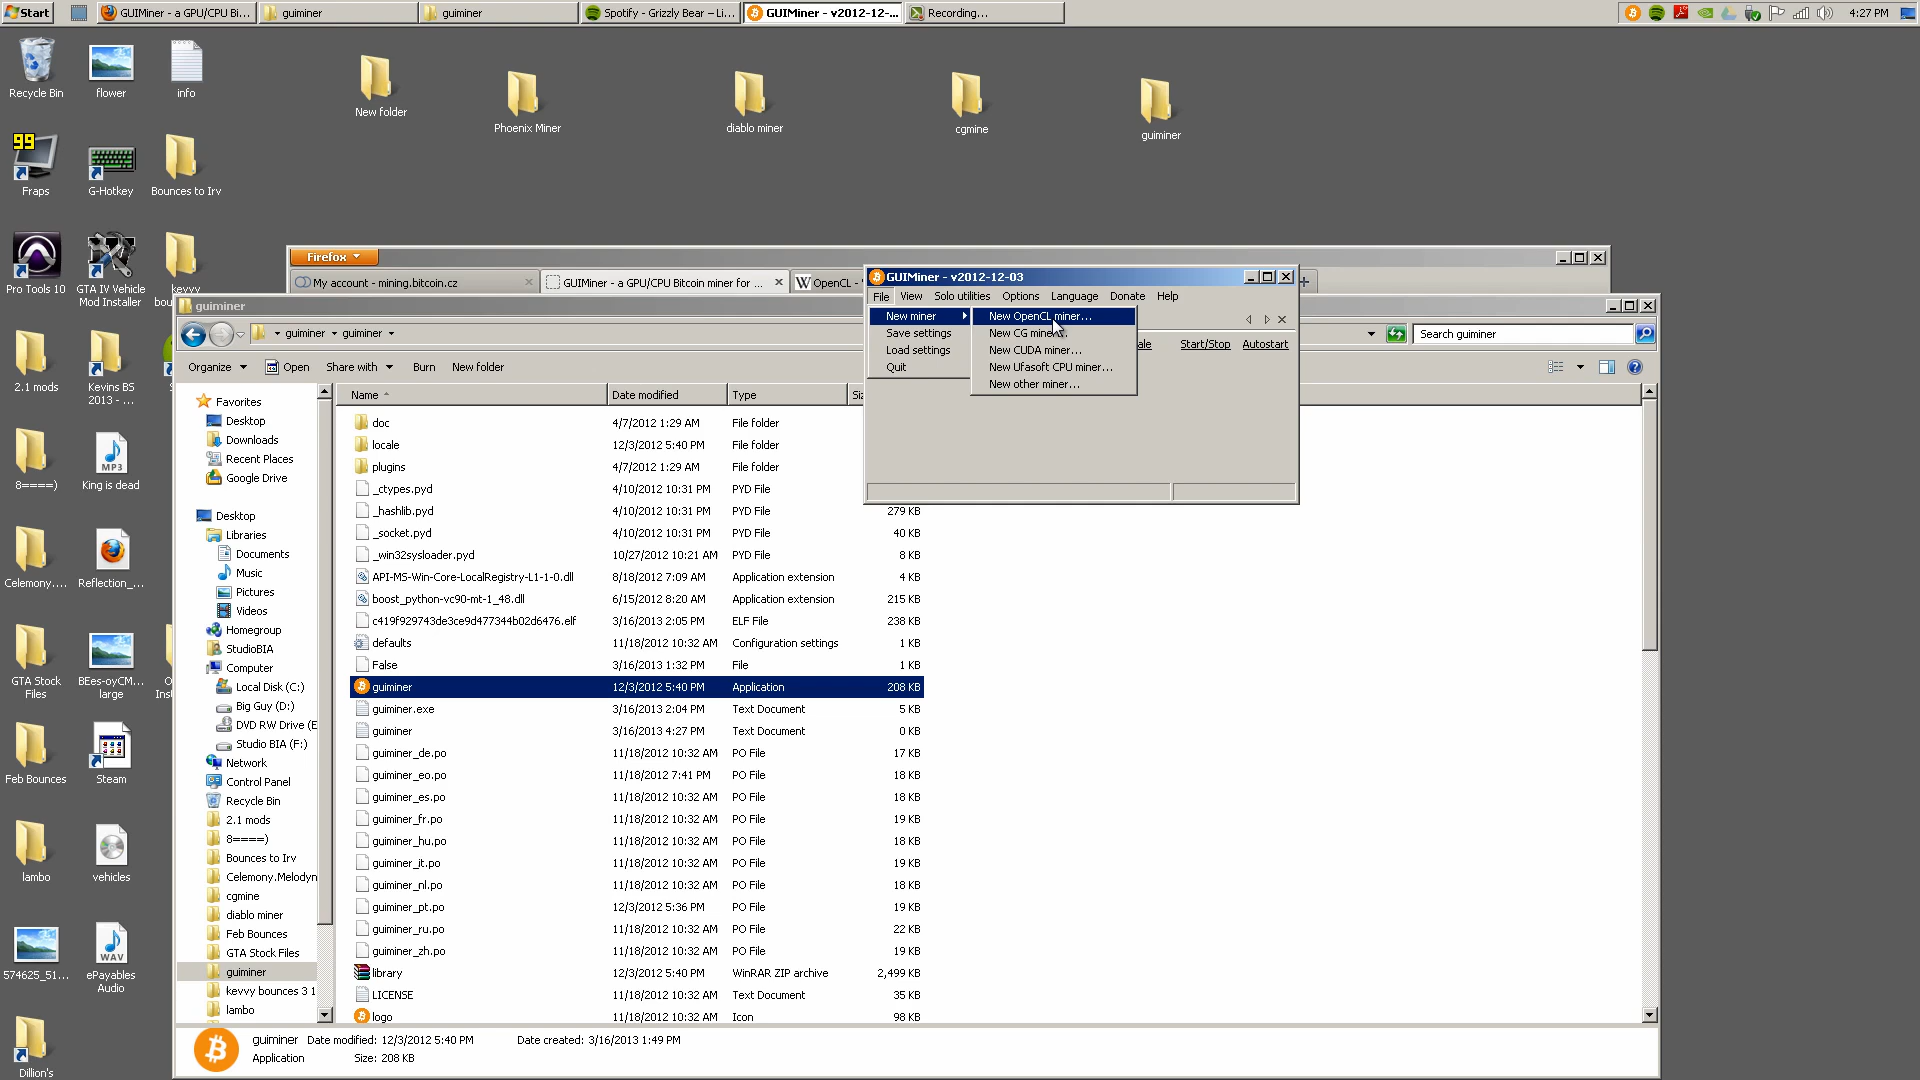 Start
GUIMiner - a GPU/CPU Bi...
guiminer
guiminer
Spotify - Grizzly Bear – Li...
GUIMiner - v2012-12-...
Recording...
4:27 PM
Recycle Bin
flower
info
New folder
Phoenix Miner
diablo miner
cgmine
guiminer
99
Fraps
G-Hotkey
Bounces to Irv
Pro Tools 10
GTA IV Vehicle
Mod Installer
kevvy
bou...
2.1 mods
Kevins BS
2013 - ...
8====)
MP3
King is dead
Celemony....
Reflection_...
GTA Stock
Files
BEes-oyCM...
large
Feb Bounces
Steam
lambo
vehicles
574625_51...
WAV
ePayables
Audio
Dillion's
Firefox
My account - mining.bitcoin.cz
GUIMiner - a GPU/CPU Bitcoin miner for ...
OpenCL -
guiminer
guiminer
guiminer
Search guiminer
Organize
Open
Share with
Burn
New folder
GUIMiner - v2012-12-03
File
View
Solo utilities
Options
Language
Donate
Help
New miner
Save settings
Load settings
Quit
New OpenCL miner...
New CG miner...
New CUDA miner...
New Ufasoft CPU miner...
New other miner...
Start/Stop
Autostart
Favorites
Desktop
Downloads
Recent Places
Google Drive
Desktop
Libraries
Documents
Music
Pictures
Videos
Homegroup
StudioBIA
Computer
Local Disk (C:)
Big Guy (D:)
DVD RW Drive (E
Studio BIA (F:)
Network
Control Panel
Recycle Bin
2.1 mods
8====)
Bounces to Irv
Celemony.Melodyn
cgmine
diablo miner
Feb Bounces
GTA Stock Files
guiminer
kevvy bounces 3 1
lambo
Name
Date modified
Type
doc 4/7/2012 1:29 AM File folder
locale 12/3/2012 5:40 PM File folder
plugins 4/7/2012 1:29 AM File folder
_ctypes.pyd 4/10/2012 10:31 PM PYD File
_hashlib.pyd 4/10/2012 10:31 PM PYD File 279 KB
_socket.pyd 4/10/2012 10:31 PM PYD File 40 KB
_win32sysloader.pyd 10/27/2012 10:21 AM PYD File 8 KB
API-MS-Win-Core-LocalRegistry-L1-1-0.dll 8/18/2012 7:09 AM Application extension 4 KB
boost_python-vc90-mt-1_48.dll 6/15/2012 8:20 AM Application extension 215 KB
c419f929743de3ce9d477344b02d6476.elf 3/16/2013 2:05 PM ELF File 238 KB
defaults 11/18/2012 10:32 AM Configuration settings 1 KB
False 3/16/2013 1:32 PM File 1 KB
guiminer 12/3/2012 5:40 PM Application 208 KB
guiminer.exe 3/16/2013 2:04 PM Text Document 5 KB
guiminer 3/16/2013 4:27 PM Text Document 0 KB
guiminer_de.po 11/18/2012 10:32 AM PO File 17 KB
guiminer_eo.po 11/18/2012 7:41 PM PO File 18 KB
guiminer_es.po 11/18/2012 10:32 AM PO File 18 KB
guiminer_fr.po 11/18/2012 10:32 AM PO File 19 KB
guiminer_hu.po 11/18/2012 10:32 AM PO File 18 KB
guiminer_it.po 11/18/2012 10:32 AM PO File 19 KB
guiminer_nl.po 11/18/2012 10:32 AM PO File 18 KB
guiminer_pt.po 12/3/2012 5:36 PM PO File 19 KB
guiminer_ru.po 11/18/2012 10:32 AM PO File 22 KB
guiminer_zh.po 11/18/2012 10:32 AM PO File 19 KB
library 12/3/2012 5:40 PM WinRAR ZIP archive 2,499 KB
LICENSE 11/18/2012 10:32 AM Text Document 35 KB
logo 11/18/2012 10:32 AM Icon 98 KB
guiminer Date modified: 12/3/2012 5:40 PM Date created: 3/16/2013 1:49 PM
Application Size: 208 KB